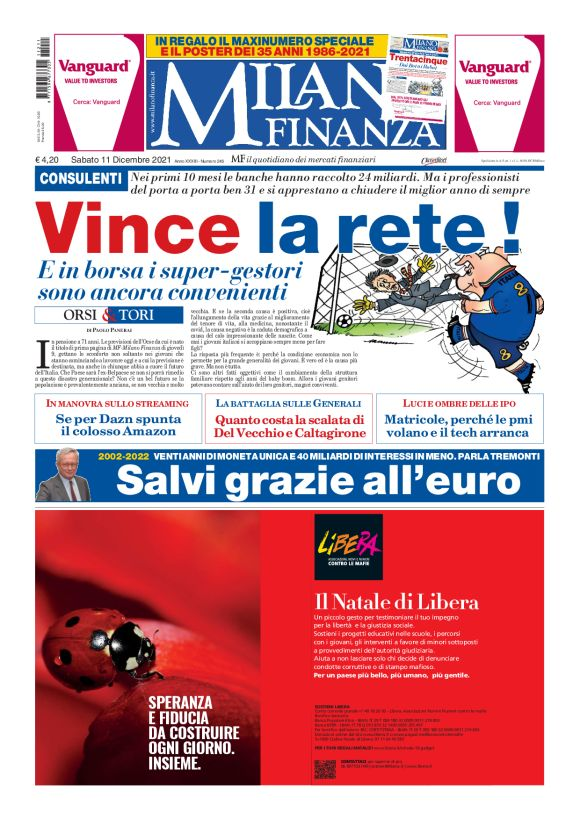 IN REGALO IL MAXINUMERO SPECIALE
E IL POSTER DEI 35 ANNI 1986-2021
Vanguard
VALUE TO INVESTORS
Cerca: Vanguard
www.milanofinanza.it
MILANO
FINANZA
Trentacinque
Vanguard
VALUE TO INVESTORS
Cerca: Vanguard
€ 4,20 Sabato 11 Dicembre 2021
MF il quotidiano dei mercati finanziari
Classeditori
CONSULENTI Nei primi 10 mesi le banche hanno raccolto 24 miliardi. Ma i professionisti
del porta a porta ben 31 e si apprestano a chiudere il miglior anno di sempre
Vince la rete!
E in borsa i super-gestori
sono ancora convenienti
ORSI & TORI
DI PAOLO PANERAI
In pensione a 71 anni. Le previsioni dell'Ocse da cui è nato
il titolo di prima pagina di MF-Milano Finanza di giovedì
9, gettano lo sconforto non soltanto nei giovani che
stanno cominciando a lavorare oggi e a cui la previsione è
destinata, ma anche in chiunque abbia a cuore il futuro
dell'Italia. Che Paese sarà l'ex-Belpaese se non si porrà rimedio
a questo disastro generazionale? Non c'è un bel futuro se la
popolazione è prevalentemente anziana, se non vecchia o molto
vecchia. E se la seconda causa è positiva, cioè
l'allungamento della vita grazie al miglioramento
del tenore di vita, alla medicina, nonostante il
covid, la causa negativa è la caduta demografica a
causa del calo impressionante delle nascite. Come
mai i giovani italiani si accoppiano sempre meno per fare
figli?
La risposta più frequente è: perché la condizione economica non lo
permette per la grande generalità dei giovani. E vero ed è la causa più
grave. Ma non è tutta.
Ci sono altri fatti oggettivi come il cambiamento della struttura
familiare rispetto agli anni del baby boom. Allora i giovani genitori
potevano contare sull'aiuto dei loro genitori, magari conviventi.
ITALIA
IN MANOVRA SULLO STREAMING
Se per Dazn spunta
il colosso Amazon
LA BATTAGLIA SULLE GENERALI
Quanto costa la scalata di
Del Vecchio e Caltagirone
LUCI E OMBRE DELLE IPO
Matricole, perché le pmi
volano e il tech arranca
2002-2022 VENTI ANNI DI MONETA UNICA E 40 MILIARDI DI INTERESSI IN MENO. PARLA TREMONTI
Salvi grazie all'euro
LIBERA
ASSOCIAZIONI, NOMI E NUMERI
CONTRO LE MAFIE
Il Natale di Libera
Un piccolo gesto per testimoniare il tuo impegno
per la libertà e la giustizia sociale.
Sostieni i progetti educativi nelle scuole, i percorsi
con i giovani, gli interventi a favore di minori sottoposti
a provvedimenti dell'autorità giudiziaria.
Aiuta a non lasciare solo chi decide di denunciare
condotte corruttive o di stampo mafioso.
Per un paese più bello, più umano, più gentile.
SPERANZA
E FIDUCIA
DA COSTRUIRE
OGNI GIORNO.
INSIEME.
SOSTIENI LIBERA